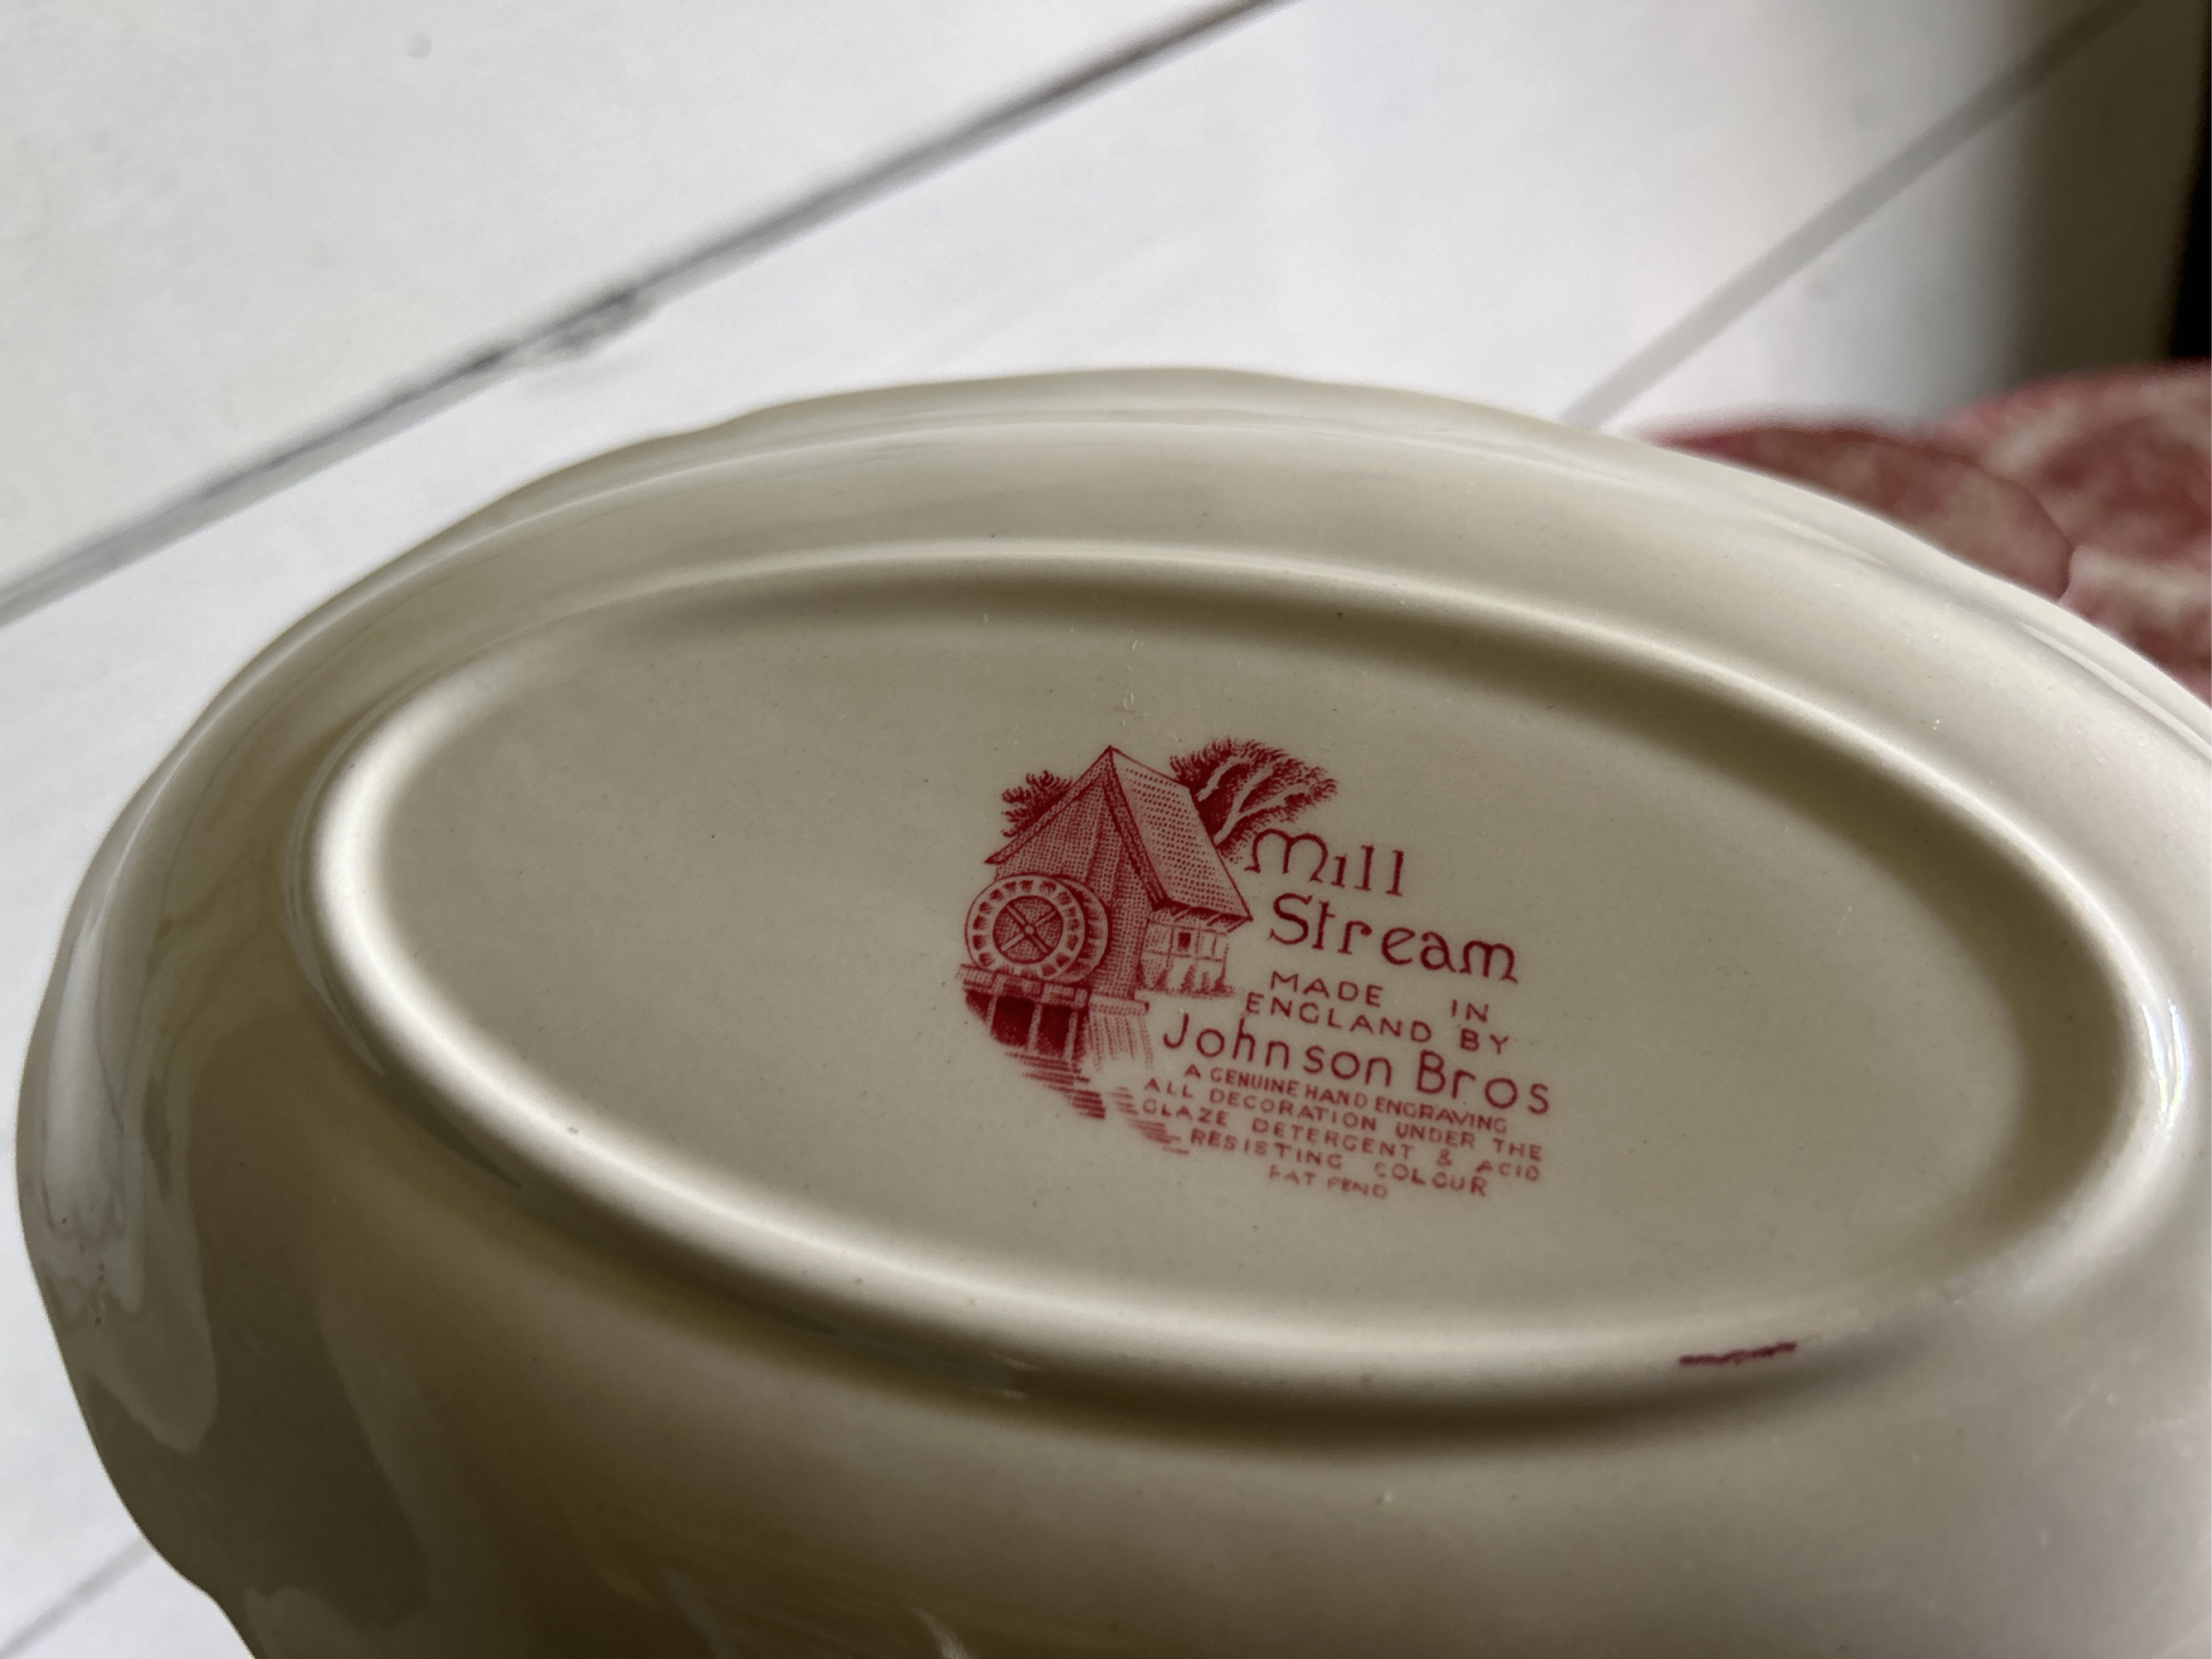 Mill
Stream
MADE IN
ENGLAND BY
Johnson Bros
A GENUINE HAND ENGRAVING
ALL DECORATION UNDER THE
GLAZE DETERGENT & ACID
RESISTING COLOUR
PAT PEND